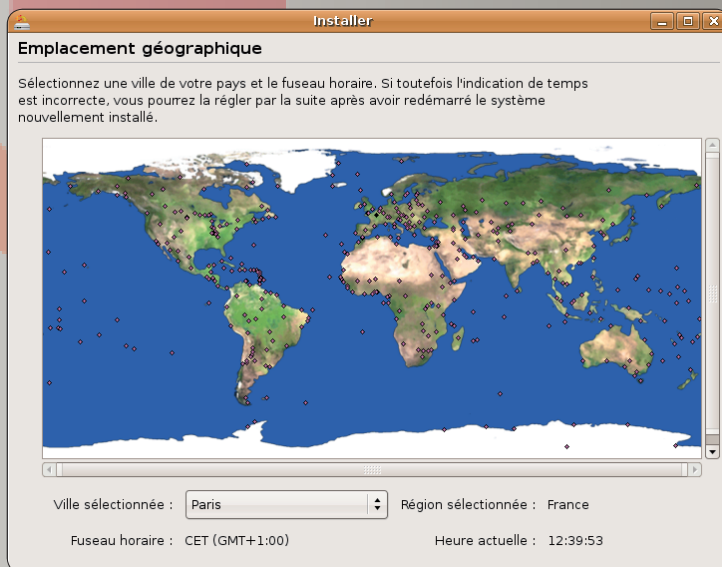 Installer
Emplacement géographique
Sélectionnez une ville de votre pays et le fuseau horaire. Si toutefois l'indication de temps
est incorrecte, vous pourrez la régler par la suite après avoir redémarré le système
nouvellement installé.
Ville sélectionnée : Paris Région sélectionnée : France
Fuseau horaire : CET (GMT+1:00) Heure actuelle : 12:39:53